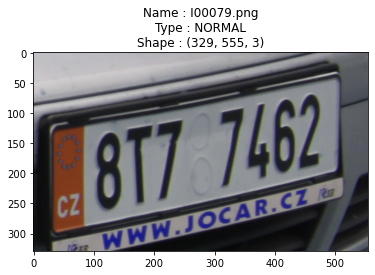 Name : I00079.png
Type : NORMAL
Shape : (329, 555, 3)
0
50
100
150
200
250
300
0
100
200
300
400
500
CZ
8T7 7462
WWW.JOCAR.CZ